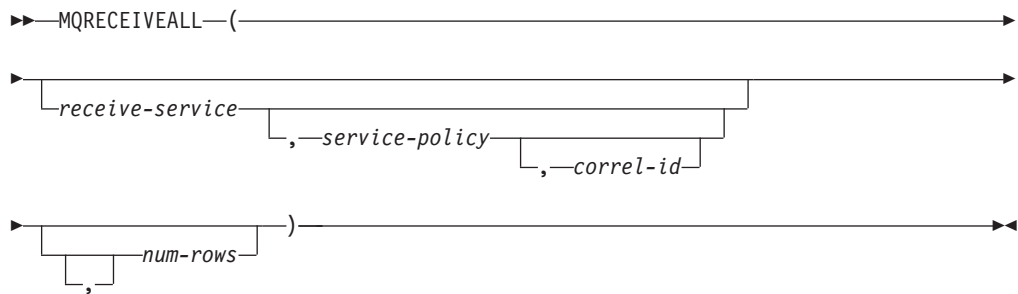 MQRECEIVEALL (
receive-service
, service-policy
, correl-id
)
num-rows
,